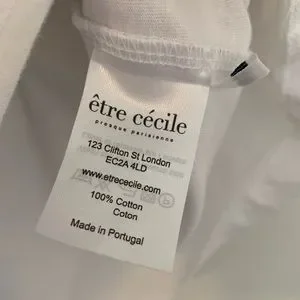 être cécile
presque parisienne
123 Clifton St London
EC2A 4LD
www.etrececile.com
100% Cotton
Coton
Made in Portugal